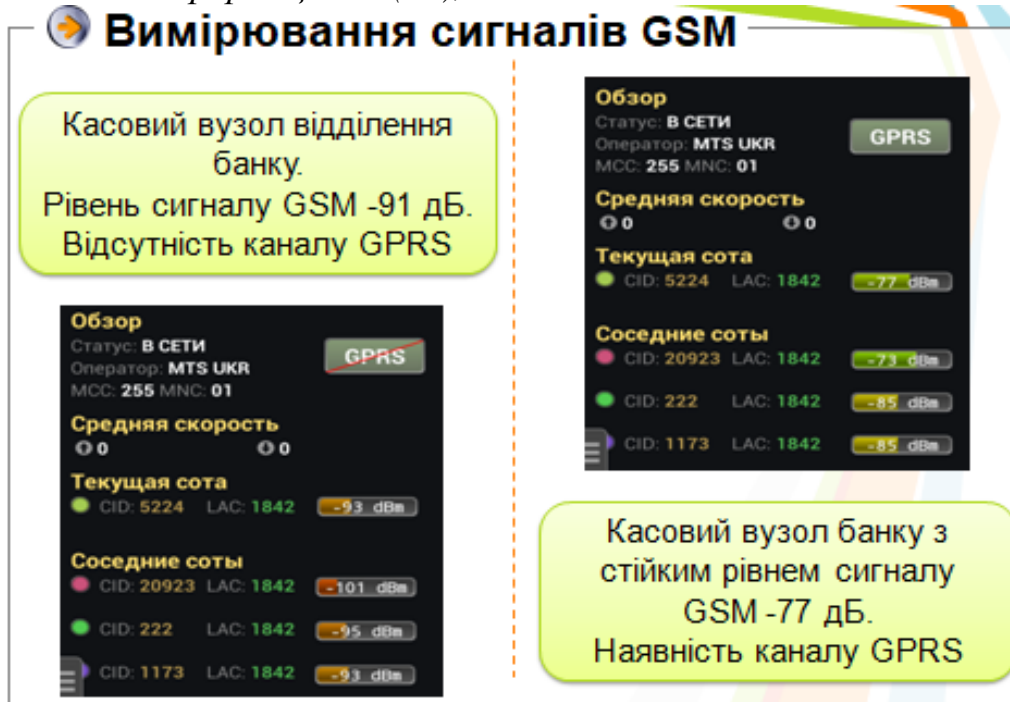 Вимірювання сигналів GSM
Касовий вузол відділення
банку.
Рівень сигналу GSM -91 дБ.
Відсутність каналу GPRS
Обзор
Статус: В СЕТИ
Оператор: MTS UKR
GPRS
MCC: 255 MNC: 01
Средняя скорость
0 0
Текущая сота
CID: 5224 LAC: 1842 -93 dBm
Соседние соты
CID: 20923 LAC: 1842 -101 dBm
CID: 222 LAC: 1842 -95 dBm
CID: 1173 LAC: 1842 -93 dBm
Обзор
Статус: В СЕТИ
Оператор: MTS UKR
GPRS
MCC: 255 MNC: 01
Средняя скорость
0 0
Текущая сота
CID: 5224 LAC: 1842 -77 dBm
Соседние соты
CID: 20923 LAC: 1842 -73 dBm
CID: 222 LAC: 1842 -85 dBm
CID: 1173 LAC: 1842 -85 dBm
Касовий вузол банку з
стійким рівнем сигналу
GSM -77 дБ.
Наявність каналу GPRS